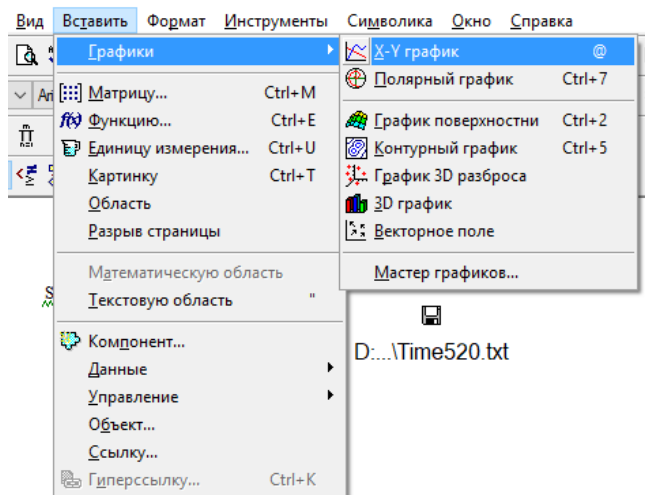 Вид Вставить Формат Инструменты Символика Окно Справка
Графики
Матрицу... Ctrl+M
Функцию... Ctrl+E
Единицу измерения... Ctrl+U
Картинку Ctrl+T
Область
Разрыв страницы
Математическую область
Текстовую область "
Компонент...
Данные
Управление
Объект...
Ссылку...
Гиперссылку... Ctrl+K
X-Y график @
Полярный график Ctrl+7
График поверхностни Ctrl+2
Контурный график Ctrl+5
График 3D разброса
3D график
Векторное поле
Мастер графиков...
D:...\Time520.txt